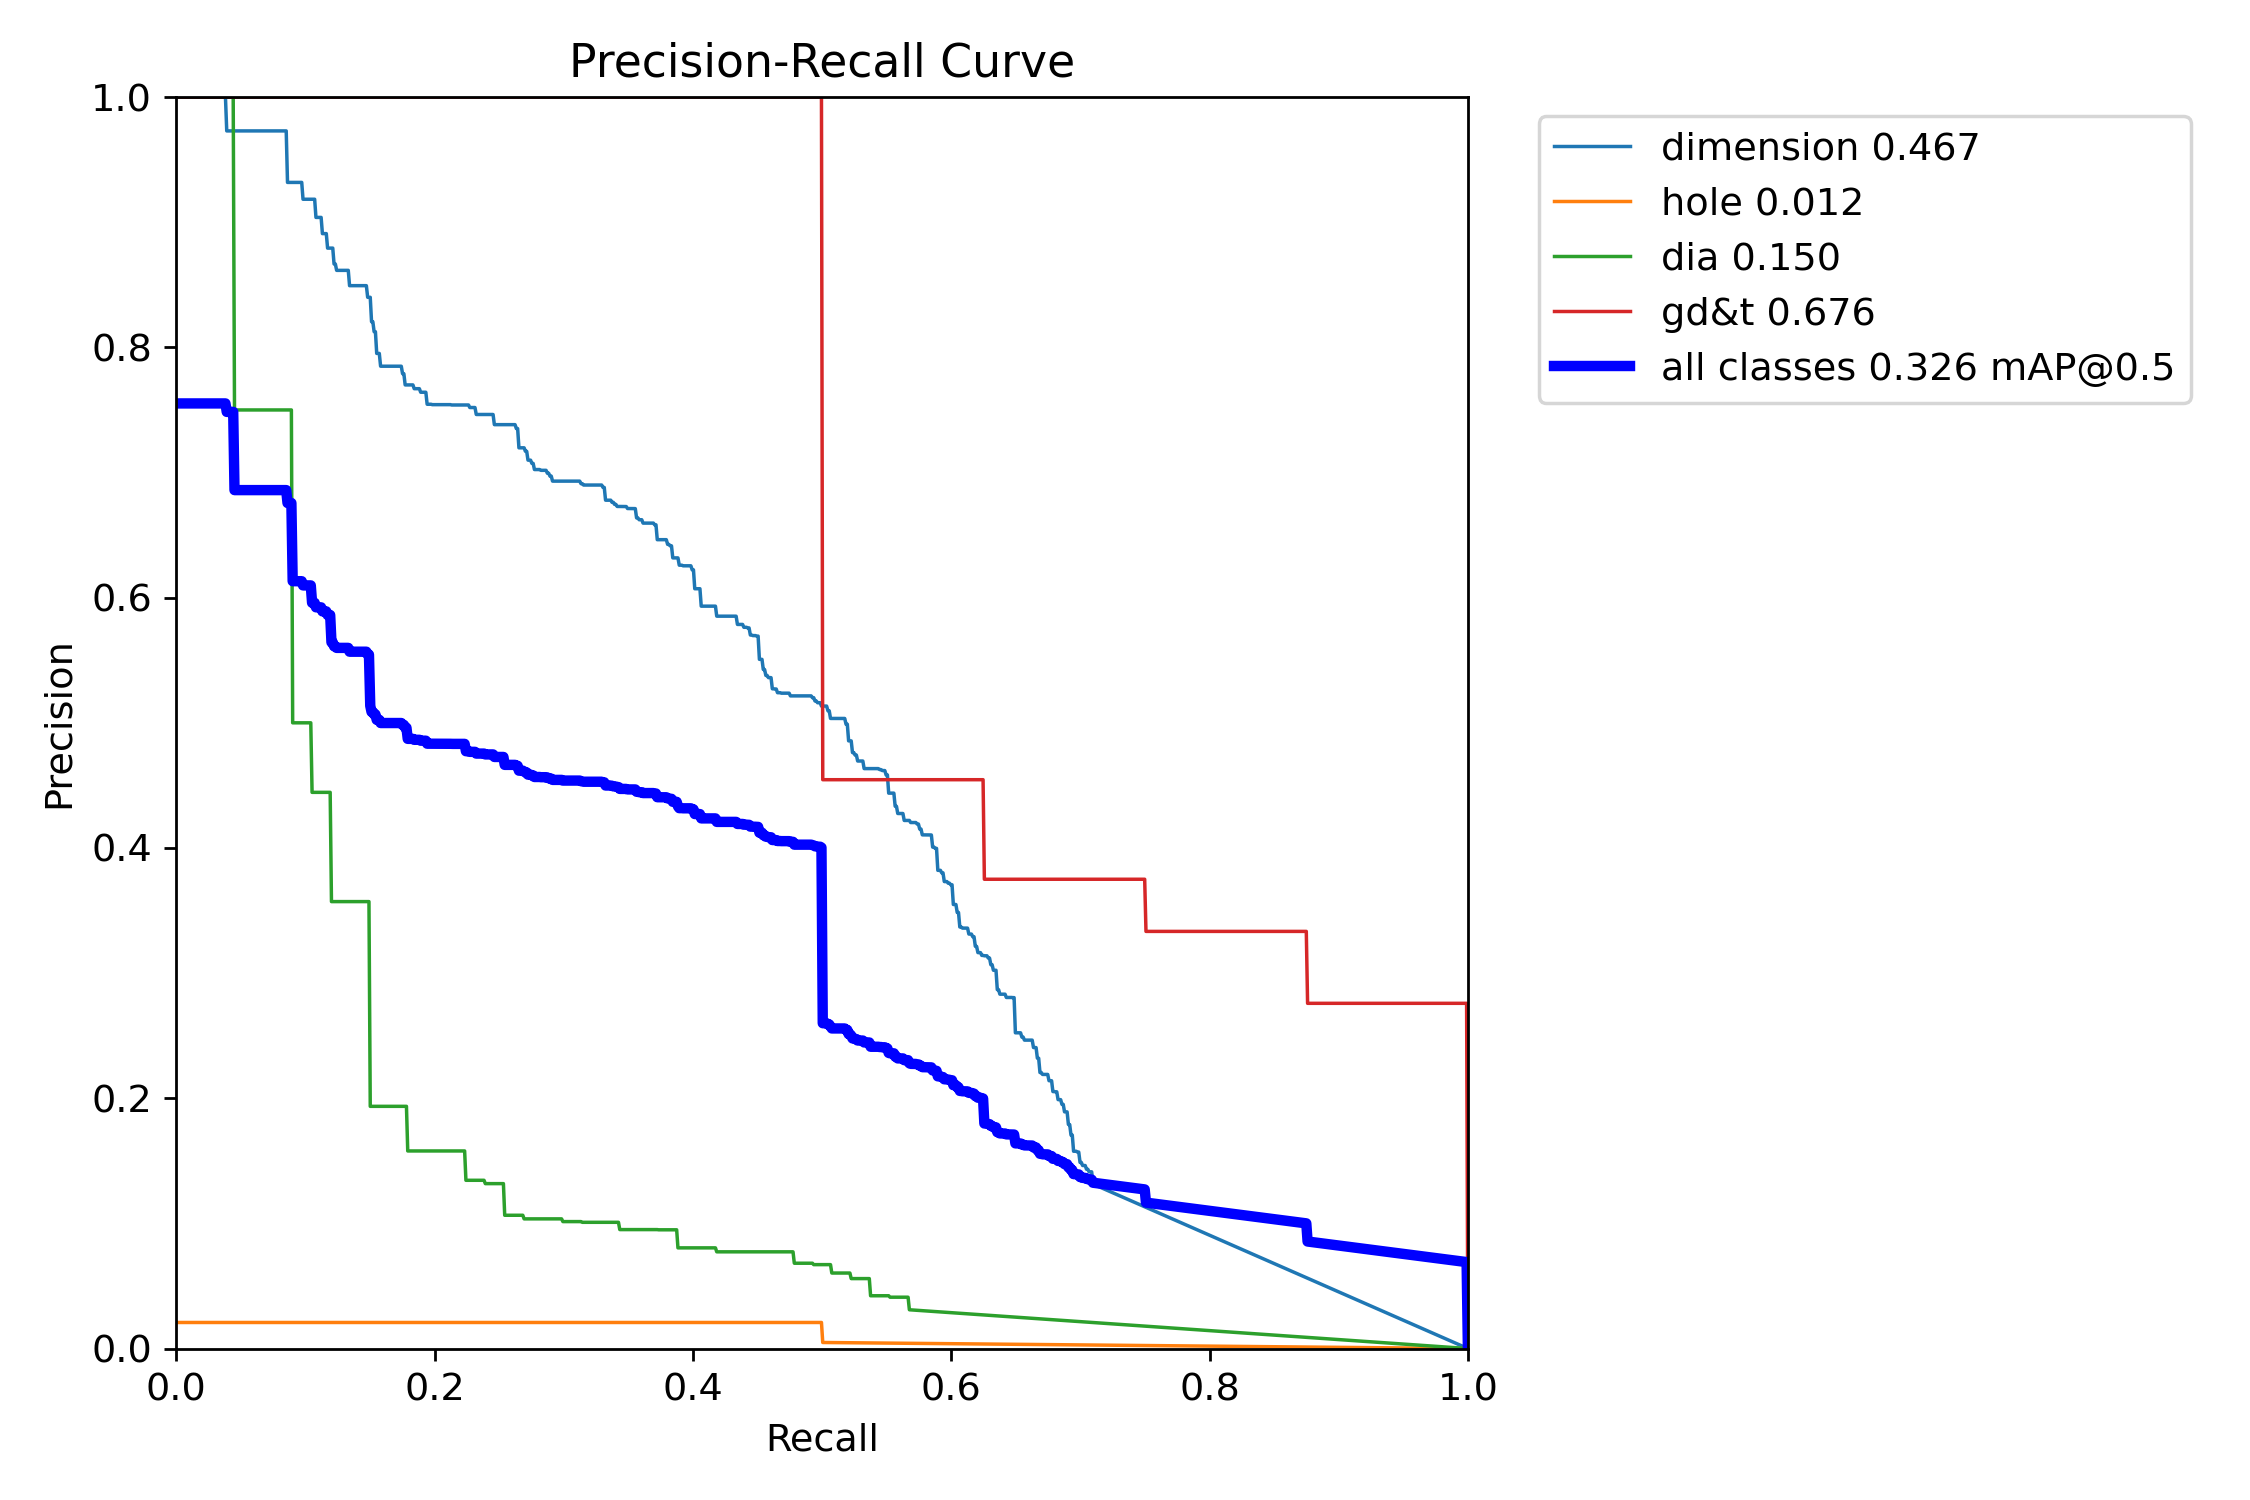 Precision-Recall Curve
1.0
0.8
0.6
0.4
0.2
0.0
Precision
0.0 0.2 0.4 0.6 0.8 1.0
Recall
dimension 0.467
hole 0.012
dia 0.150
gd&t 0.676
all classes 0.326 mAP@0.5